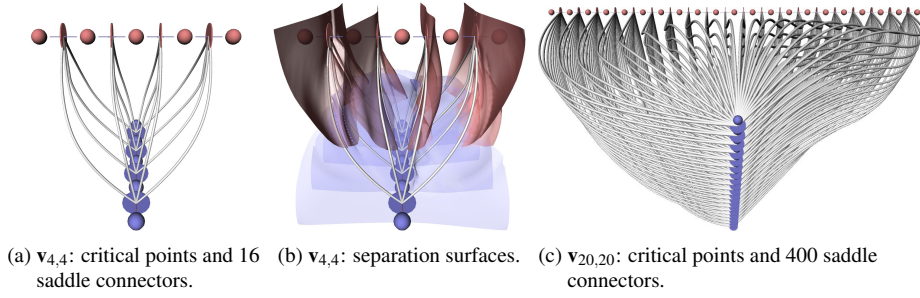 (a) v4,4: critical points and 16 saddle connectors.
(b) v4,4: separation surfaces.
(c) v20,20: critical points and 400 saddle connectors.